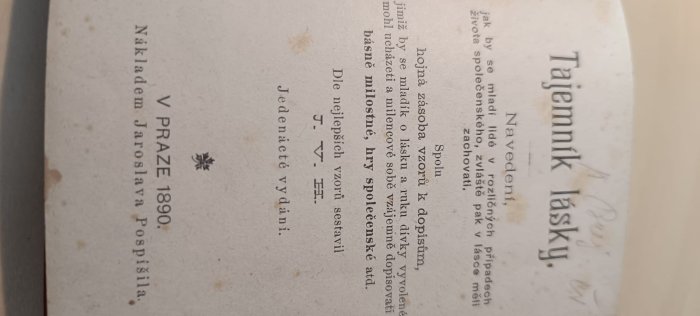 Tajemník lásky.
Navedení,
jak by se mladí lidé v rozličných případech
života společenského, zvláště pak v lásce měli
zachovati.
Spolu
hojná zásoba vzorů k dopisům,
jimiž by se mladík o lásku a ruku dívky vyvolené
mohl ucházeti a milencové sobě vzájemně dopisovati
básně milostné, hry společenské atd.
Dle nejlepších vzorů sestavil
J. V. H.
Jedenácté vydání.
V PRAZE 1890.
Nákladem Jaroslava Pospíšila.